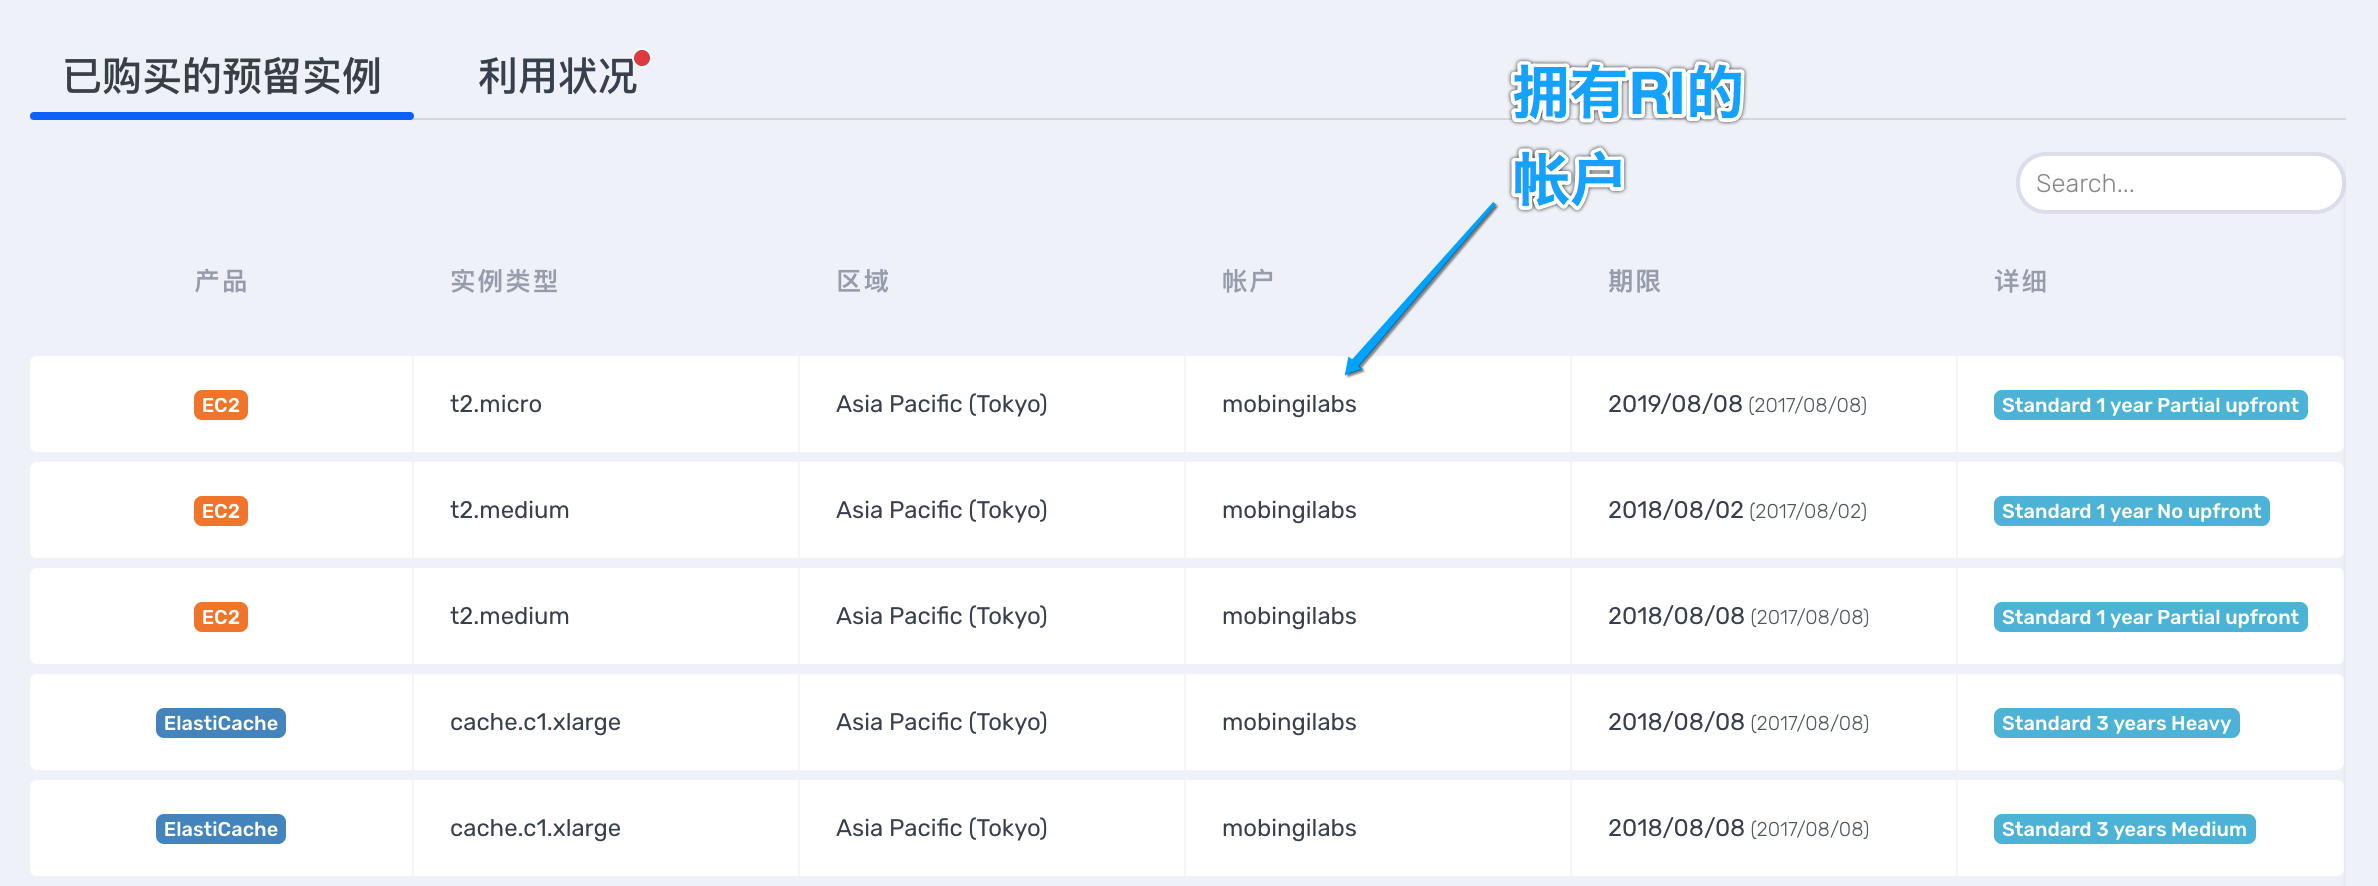 已购买的预留实例 利用状况
拥有RI的
帐户
Search...
产品 实例类型 区域 帐户 期限 详细
EC2 t2.micro Asia Pacific (Tokyo) mobingilabs 2019/08/08 (2017/08/08) Standard 1 year Partial upfront
EC2 t2.medium Asia Pacific (Tokyo) mobingilabs 2018/08/02 (2017/08/02) Standard 1 year No upfront
EC2 t2.medium Asia Pacific (Tokyo) mobingilabs 2018/08/08 (2017/08/08) Standard 1 year Partial upfront
ElastiCache cache.c1.xlarge Asia Pacific (Tokyo) mobingilabs 2018/08/08 (2017/08/08) Standard 3 years Heavy
ElastiCache cache.c1.xlarge Asia Pacific (Tokyo) mobingilabs 2018/08/08 (2017/08/08) Standard 3 years Medium